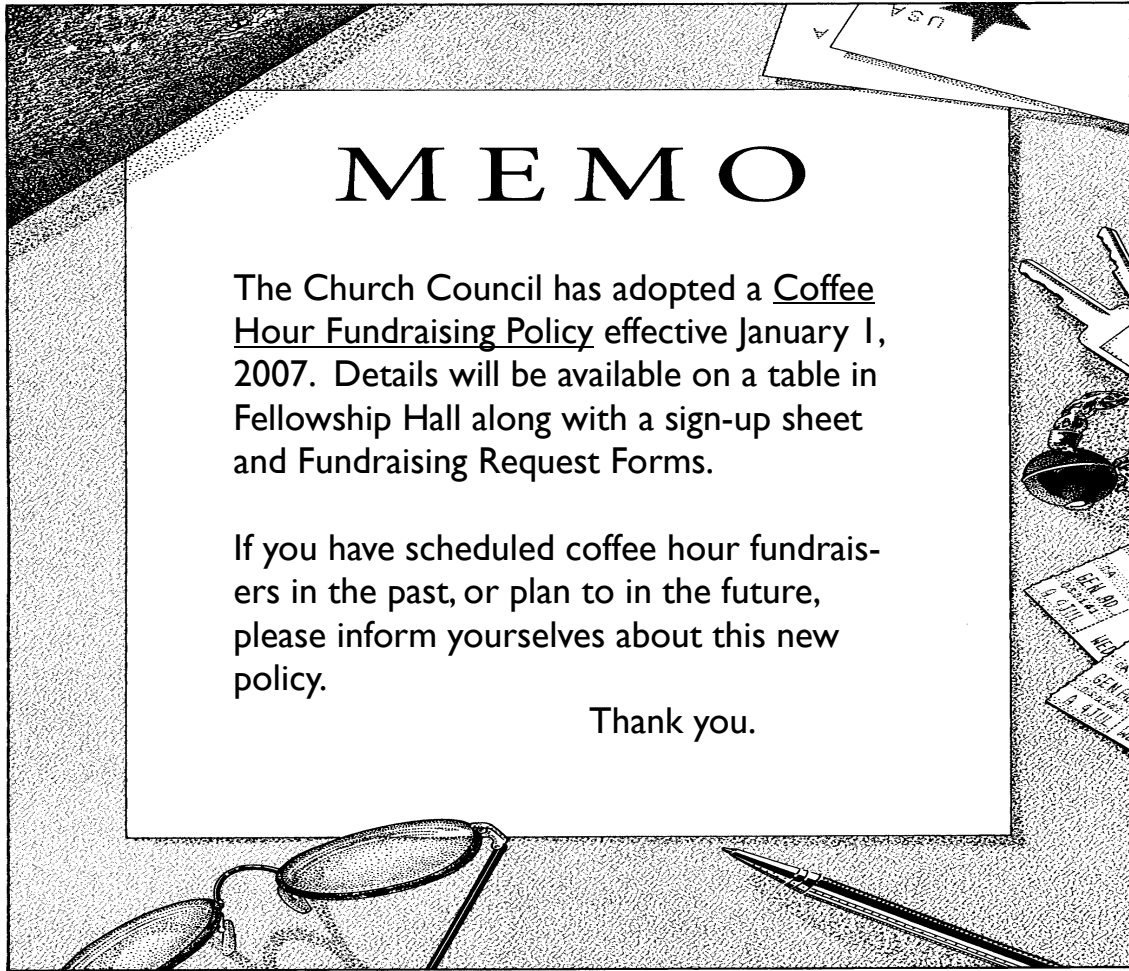 USA
A
M E M O
The Church Council has adopted a Coffee
Hour Fundraising Policy effective January 1,
2007. Details will be available on a table in
Fellowship Hall along with a sign-up sheet
and Fundraising Request Forms.
If you have scheduled coffee hour fundrais-
ers in the past, or plan to in the future,
please inform yourselves about this new
policy.
Thank you.